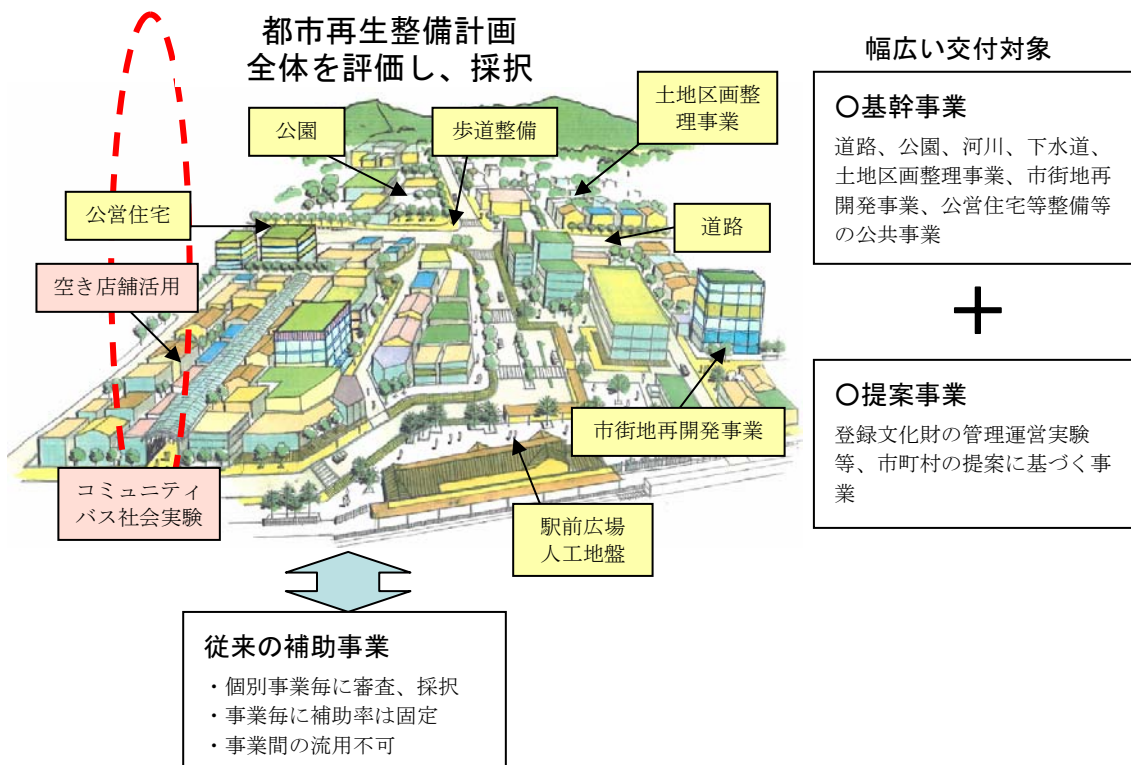 都市再生整備計画
全体を評価し、採択
幅広い交付対象
土地区画整
理事業
公園
歩道整備
公営住宅
道路
空き店舗活用
市街地再開発事業
コミュニティ
バス社会実験
駅前広場
人工地盤
〇基幹事業
道路、公園、河川、下水道、
土地区画整理事業、市街地再
開発事業、公営住宅等整備等
の公共事業
＋
〇提案事業
登録文化財の管理運営実験
等、市町村の提案に基づく事
業
従来の補助事業
・個別事業毎に審査、採択
・事業毎に補助率は固定
・事業間の流用不可